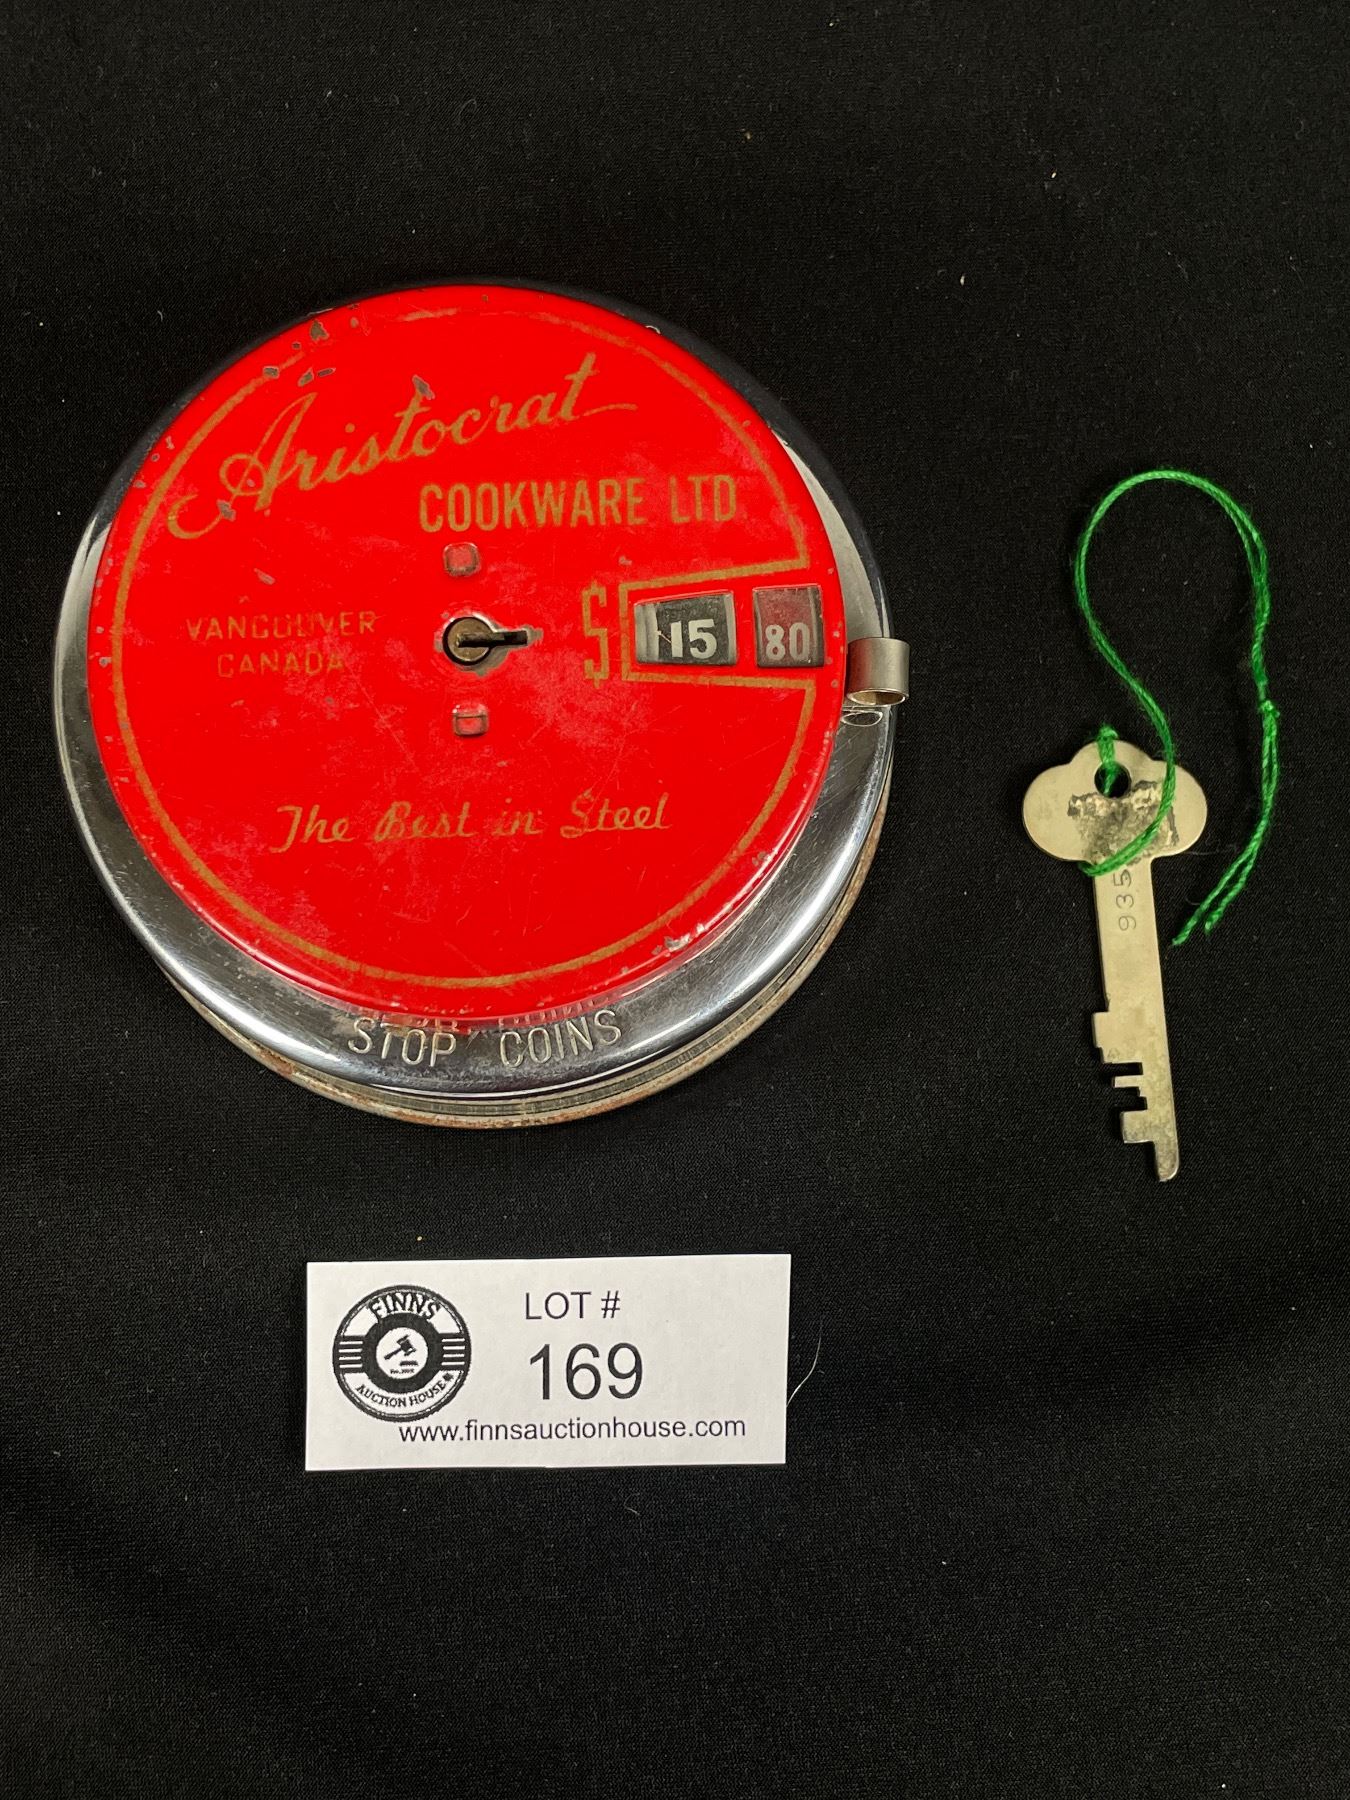 Aristocrat
COOKWARE LTD
VANCOUVER
CANADA
$ 15 80
The Best in Steel
STOP COINS
935
FINNS
AUCTION HOUSE
LOT #
169
www.finnsauctionhouse.com